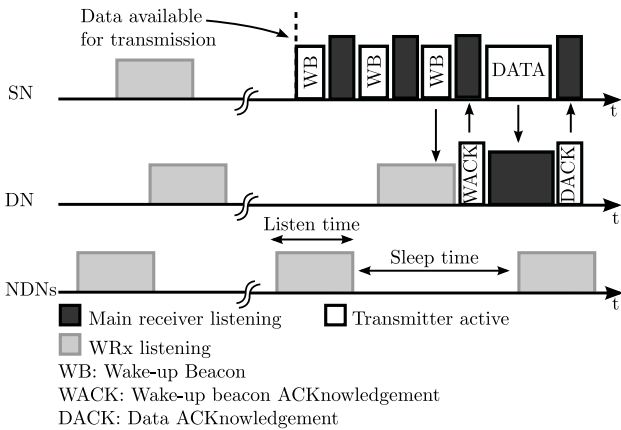 Data available
for transmission
WB
WB
WB
DATA
SN
t
WACK
DACK
DN
t
Listen time
Sleep time
NDNs
t
Main receiver listening
Transmitter active
WRx listening
WB: Wake-up Beacon
WACK: Wake-up beacon ACKnowledgement
DACK: Data ACKnowledgement